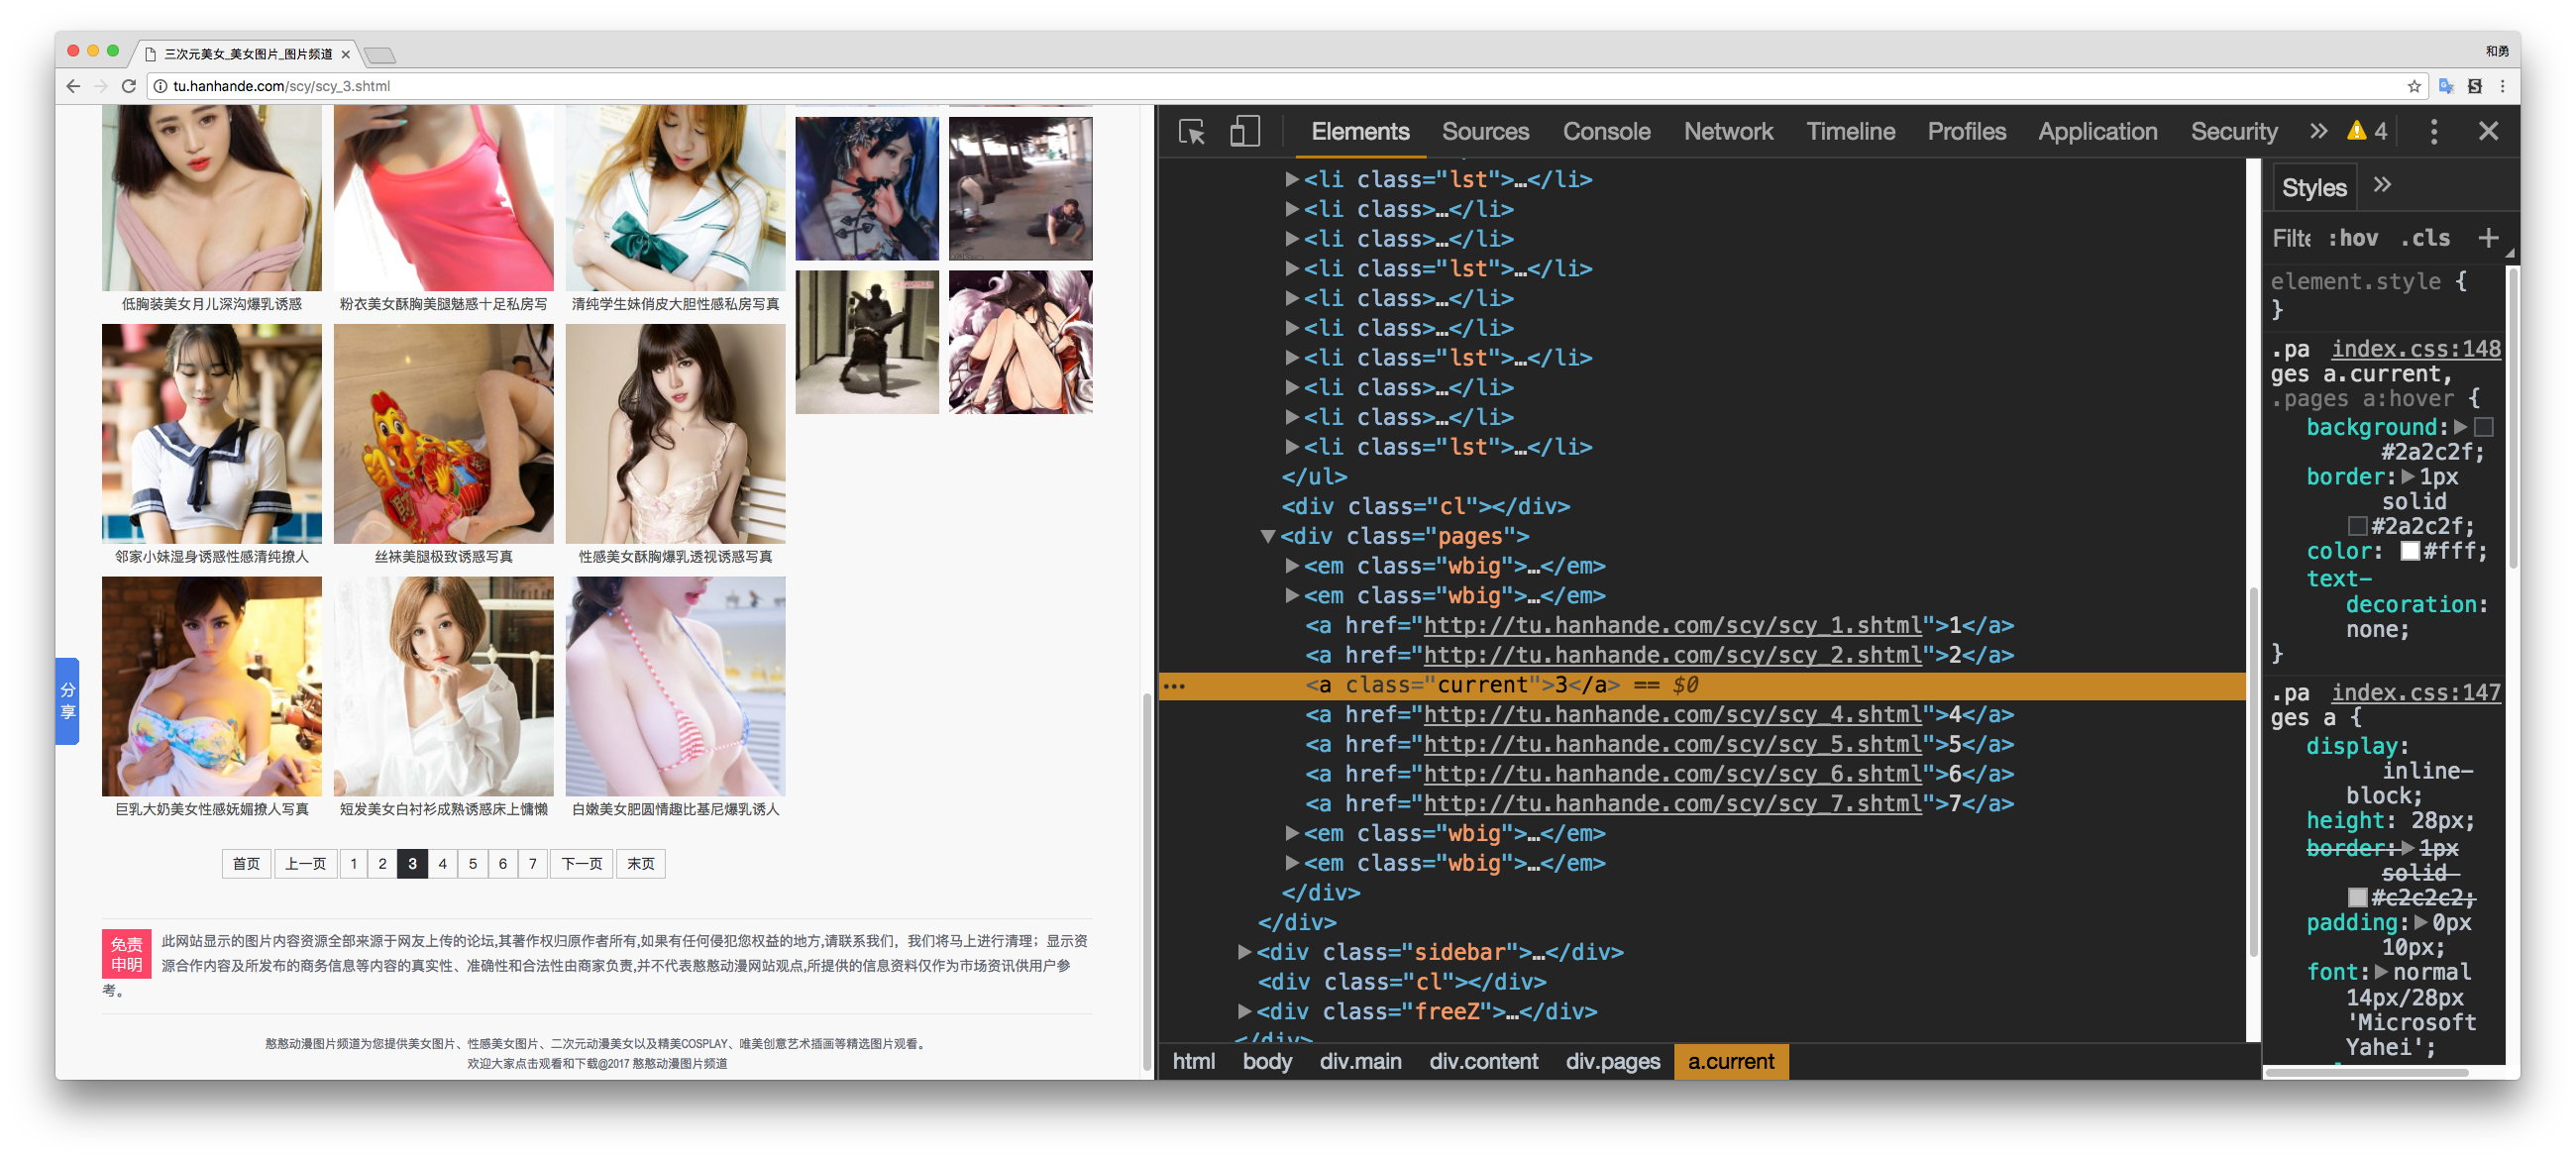 三次元美女_美女图片_图片频道
和勇
tu.hanhande.com/scy/scy_3.shtml
低胸装美女月儿深沟爆乳诱惑
粉衣美女酥胸美腿魅惑十足私房写
清纯学生妹俏皮大胆性感私房写真
邻家小妹湿身诱惑性感清纯撩人
丝袜美腿极致诱惑写真
性感美女酥胸爆乳透视诱惑写真
巨乳大奶美女性感妩媚撩人写真
短发美女白衬衫成熟诱惑床上慵懒
白嫩美女肥圆情趣比基尼爆乳诱人
分
享
首页 上一页 1 2 3 4 5 6 7 下一页 末页
免责
申明
此网站显示的图片内容资源全部来源于网友上传的论坛,其著作权归原作者所有,如果有任何侵犯您权益的地方,请联系我们，我们将马上进行清理；显示资
源合作内容及所发布的商务信息等内容的真实性、准确性和合法性由商家负责,并不代表憨憨动漫网站观点,所提供的信息资料仅作为市场资讯供用户参
考。
憨憨动漫图片频道为您提供美女图片、性感美女图片、二次元动漫美女以及精美COSPLAY、唯美创意艺术插画等精选图片观看。
欢迎大家点击观看和下载@2017 憨憨动漫图片频道
Elements Sources Console Network Timeline Profiles Application Security » 4
<li class="lst">…</li>
<li class>…</li>
<li class>…</li>
<li class="lst">…</li>
<li class>…</li>
<li class>…</li>
<li class="lst">…</li>
<li class>…</li>
<li class>…</li>
<li class="lst">…</li>
</ul>
<div class="cl"></div>
<div class="pages">
<em class="wbig">…</em>
<em class="wbig">…</em>
<a href="http://tu.hanhande.com/scy/scy_1.shtml">1</a>
<a href="http://tu.hanhande.com/scy/scy_2.shtml">2</a>
<a class="current">3</a> == $0
<a href="http://tu.hanhande.com/scy/scy_4.shtml">4</a>
<a href="http://tu.hanhande.com/scy/scy_5.shtml">5</a>
<a href="http://tu.hanhande.com/scy/scy_6.shtml">6</a>
<a href="http://tu.hanhande.com/scy/scy_7.shtml">7</a>
<em class="wbig">…</em>
<em class="wbig">…</em>
</div>
</div>
<div class="sidebar">…</div>
<div class="cl"></div>
<div class="freeZ">…</div>
</div>
html body div.main div.content div.pages a.current
Styles »
Filte :hov .cls +
element.style {
}
.pa index.css:148
ges a.current,
.pages a:hover {
background:
#2a2c2f;
border: 1px
solid
#2a2c2f;
color: #fff;
text-
decoration:
none;
}
.pa index.css:147
ges a {
display:
inline-
block;
height: 28px;
border: 1px
solid
#c2c2c2;
padding: 0px
10px;
font: normal
14px/28px
'Microsoft
Yahei';